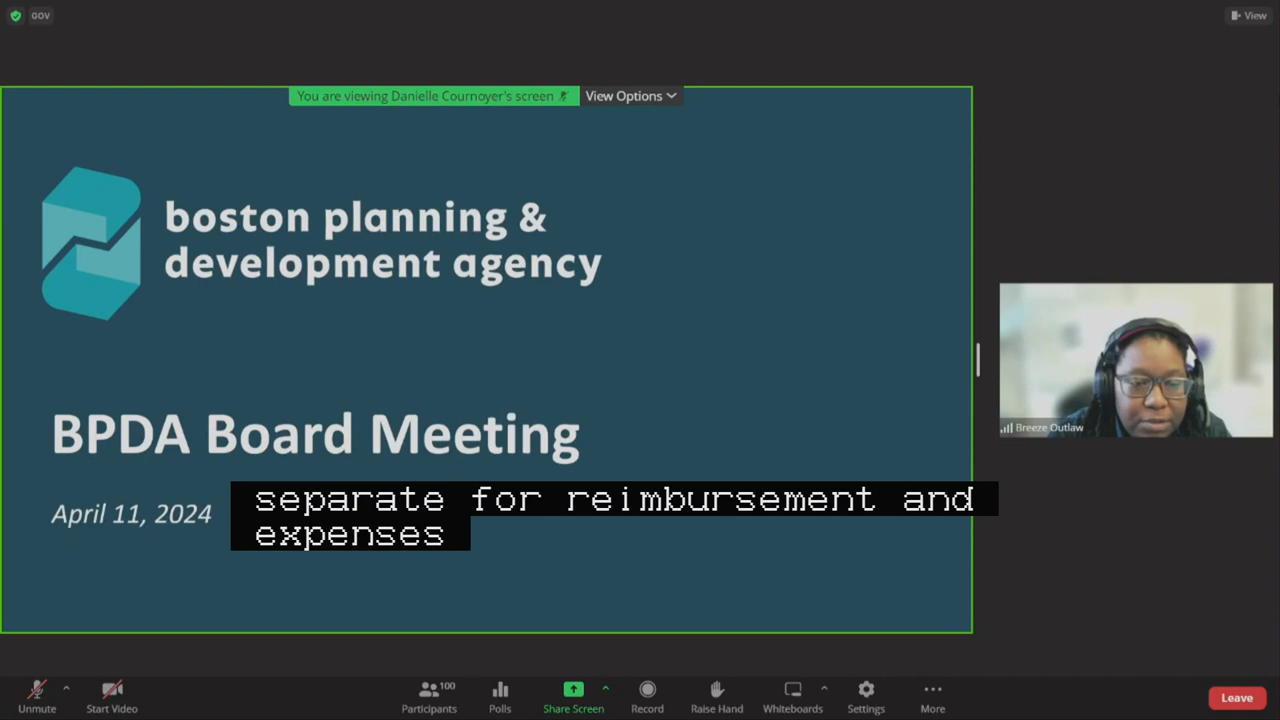 GOV
View
You are viewing Danielle Cournoyer's screen
View Options
boston planning &
development agency
BPDA Board Meeting
April 11, 2024
separate for reimbursement and
expenses
Breeze Outlaw
Unmute
Start Video
Participants
100
Polls
Share Screen
Record
Raise Hand
Whiteboards
Settings
More
Leave